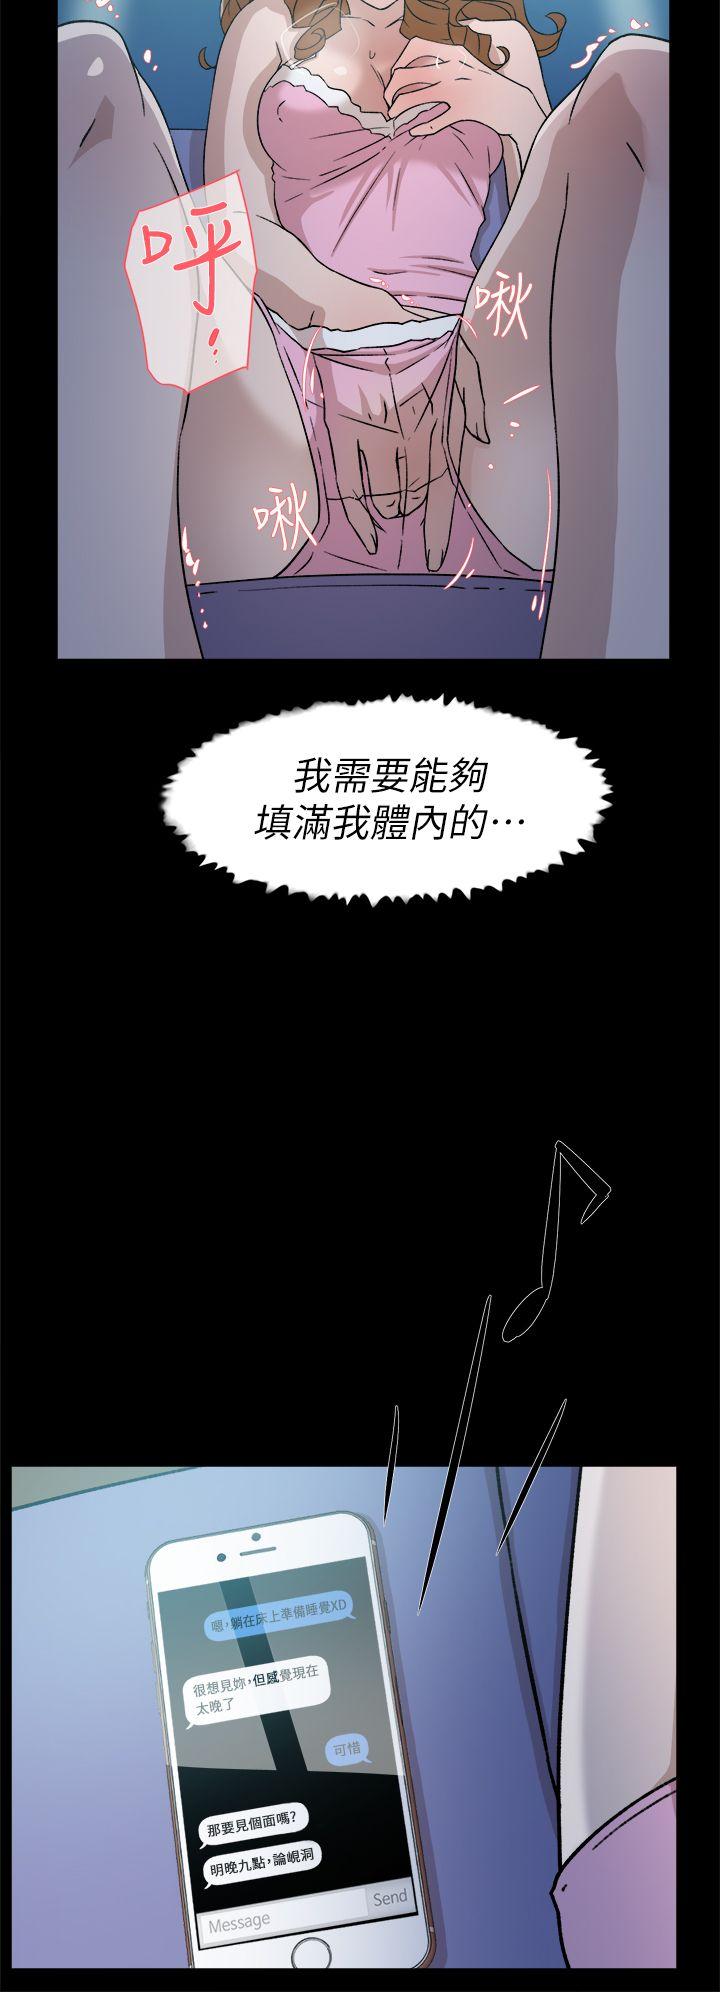 呼⋯
啾
啾
我需要能夠
填滿我體內的⋯
嗯，躺在床上準備睡覺XD
很想見妳，但感覺現在
太晚了
可惜
那要見個面嗎?
明晚九點，論峴洞
Message
Send